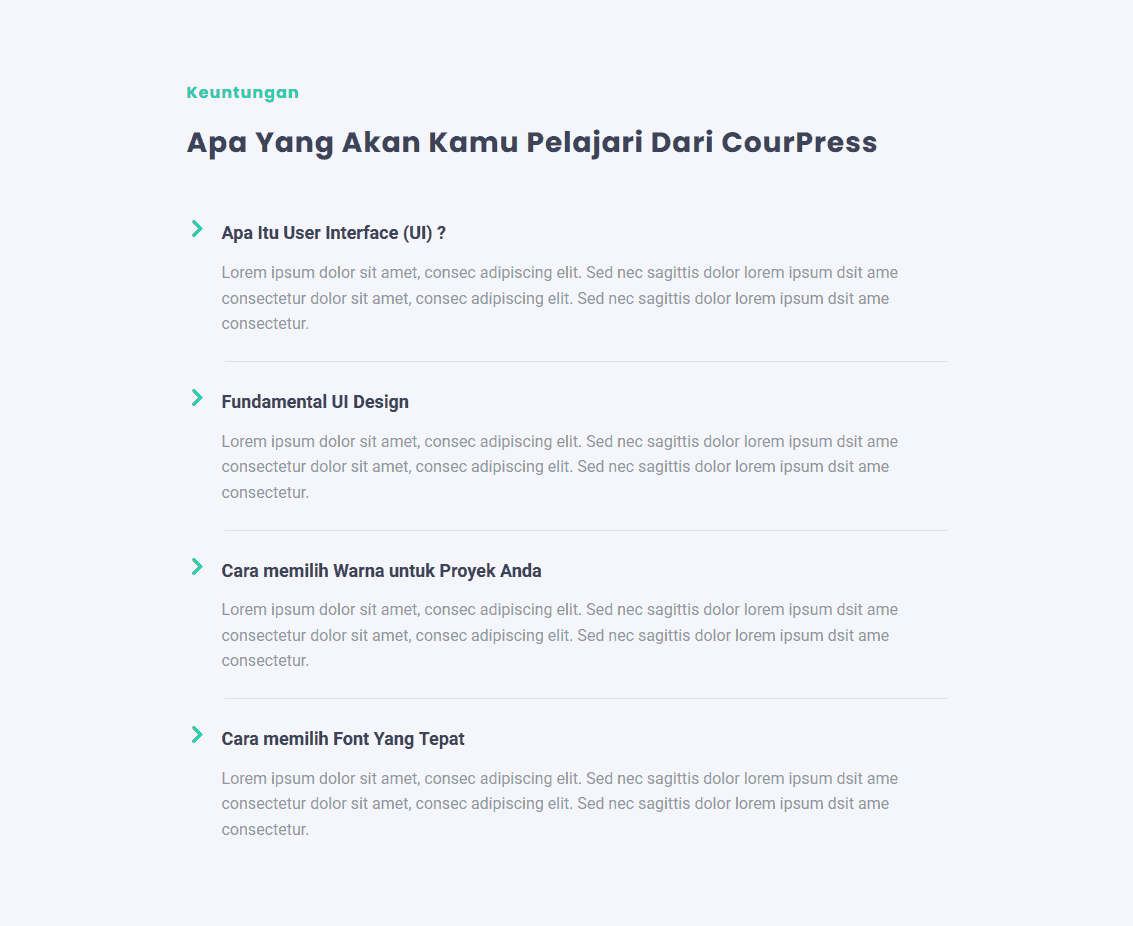 Keuntungan
Apa Yang Akan Kamu Pelajari Dari CourPress
Apa Itu User Interface (UI) ?
Lorem ipsum dolor sit amet, consec adipiscing elit. Sed nec sagittis dolor lorem ipsum dsit ame
consectetur dolor sit amet, consec adipiscing elit. Sed nec sagittis dolor lorem ipsum dsit ame
consectetur.
Fundamental UI Design
Lorem ipsum dolor sit amet, consec adipiscing elit. Sed nec sagittis dolor lorem ipsum dsit ame
consectetur dolor sit amet, consec adipiscing elit. Sed nec sagittis dolor lorem ipsum dsit ame
consectetur.
Cara memilih Warna untuk Proyek Anda
Lorem ipsum dolor sit amet, consec adipiscing elit. Sed nec sagittis dolor lorem ipsum dsit ame
consectetur dolor sit amet, consec adipiscing elit. Sed nec sagittis dolor lorem ipsum dsit ame
consectetur.
Cara memilih Font Yang Tepat
Lorem ipsum dolor sit amet, consec adipiscing elit. Sed nec sagittis dolor lorem ipsum dsit ame
consectetur dolor sit amet, consec adipiscing elit. Sed nec sagittis dolor lorem ipsum dsit ame
consectetur.